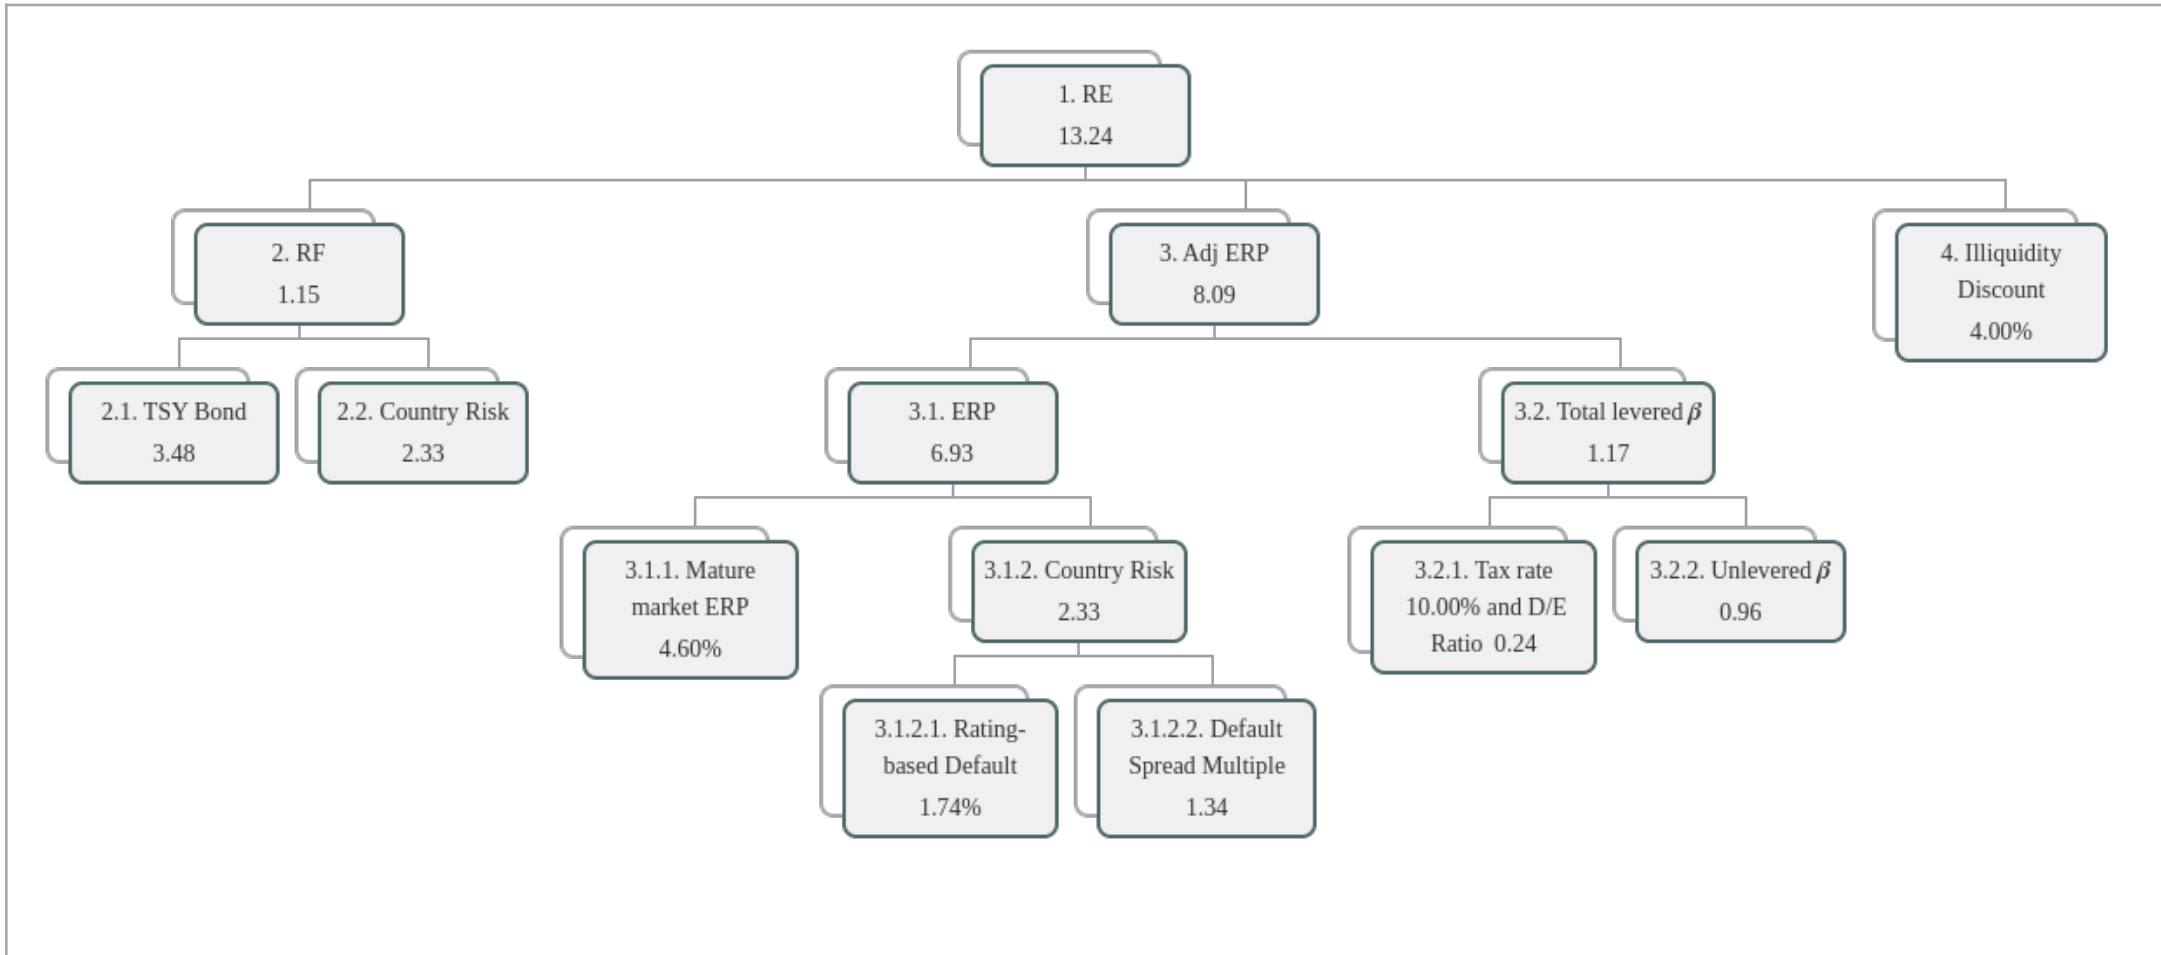 1. RE
13.24
2. RF
1.15
3. Adj ERP
8.09
4. Illiquidity
Discount
4.00%
2.1. TSY Bond
3.48
2.2. Country Risk
2.33
3.1. ERP
6.93
3.2. Total levered β
1.17
3.1.1. Mature
market ERP
4.60%
3.1.2. Country Risk
2.33
3.2.1. Tax rate
10.00% and D/E
Ratio 0.24
3.2.2. Unlevered β
0.96
3.1.2.1. Rating-
based Default
1.74%
3.1.2.2. Default
Spread Multiple
1.34